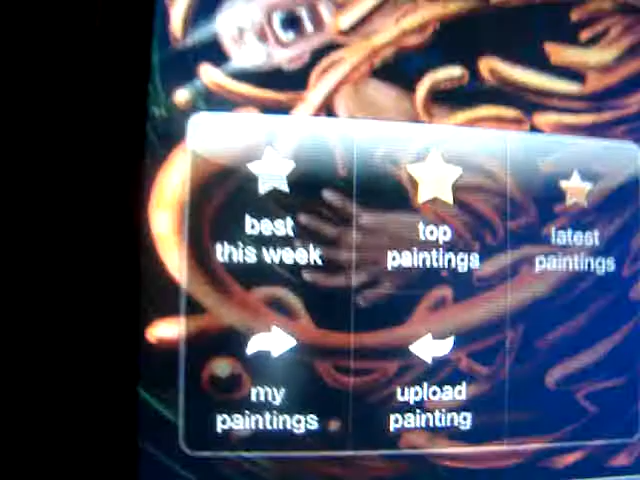 best
this week
top
paintings
latest
paintings
my
paintings
upload
painting